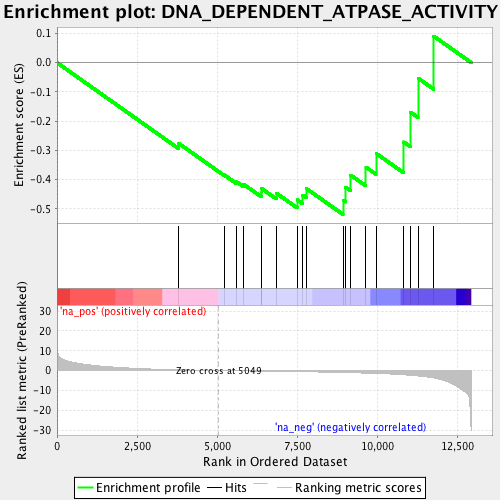 Enrichment plot: DNA_DEPENDENT_ATPASE_ACTIVITY
Enrichment score (ES)
0.1
0.0
-0.1
-0.2
-0.3
-0.4
-0.5
'na_pos' (positively correlated)
Ranked list metric (PreRanked)
30
20
10
0
-10
-20
-30
Zero cross at 5049
'na_neg' (negatively correlated)
0 2,500 5,000 7,500 10,000 12,500
Rank in Ordered Dataset
Enrichment profile Hits Ranking metric scores